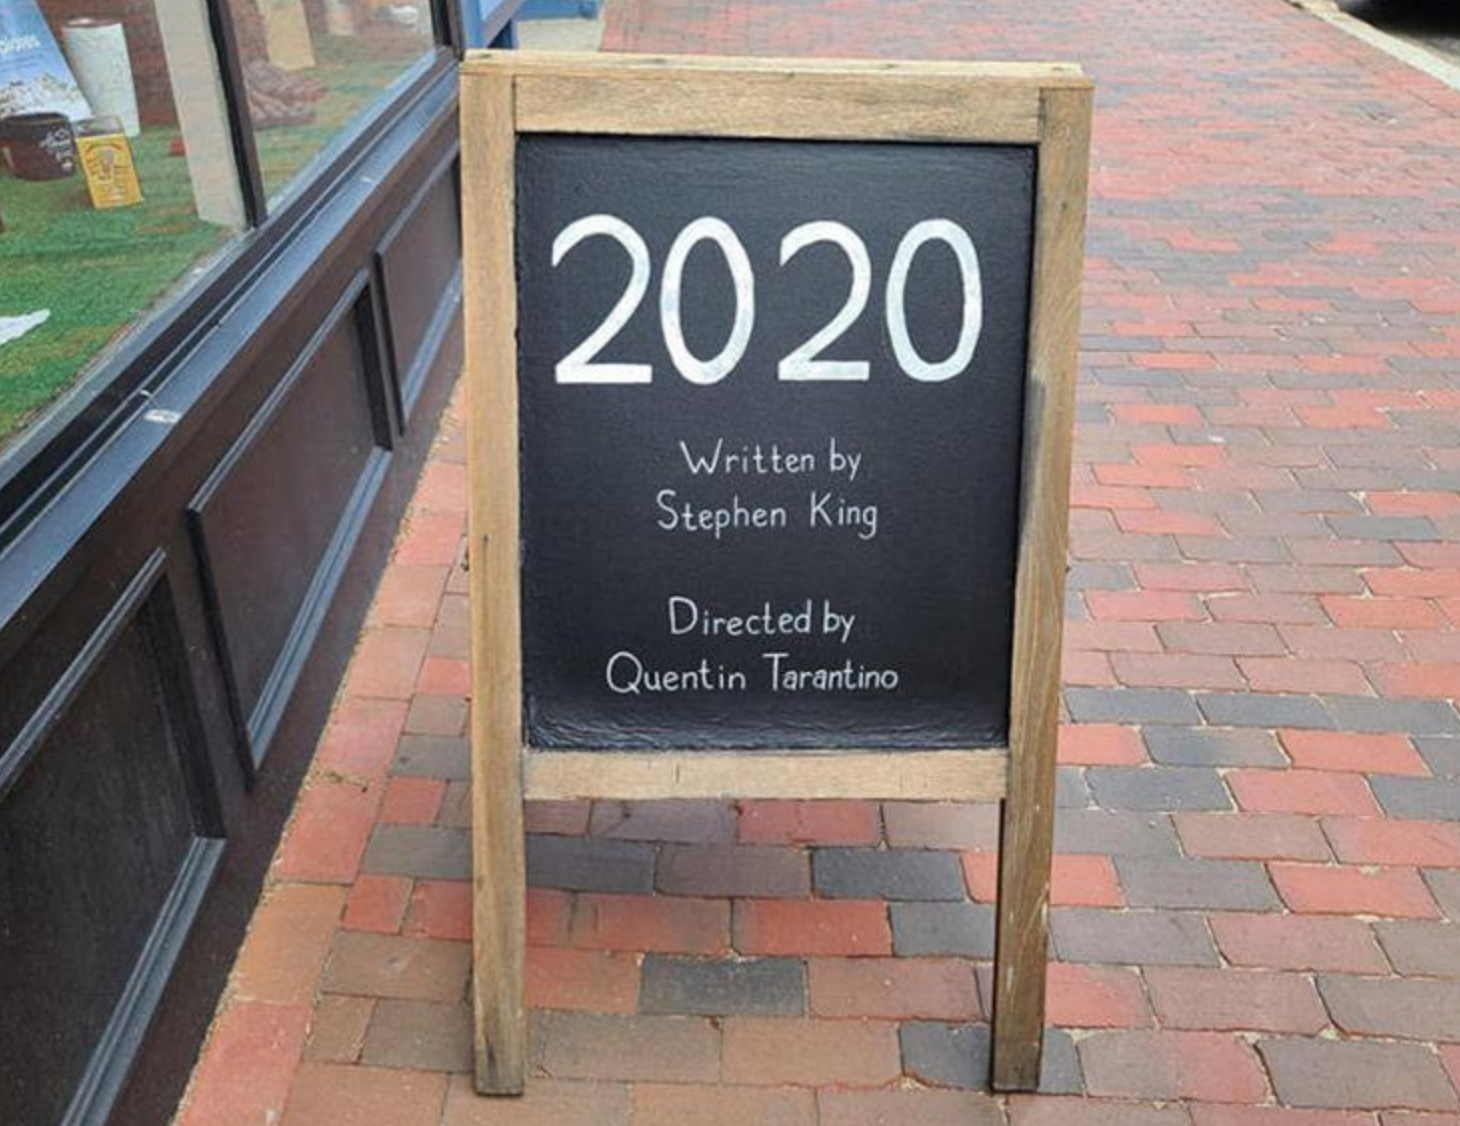 2020
Written by
Stephen King
Directed by
Quentin Tarantino